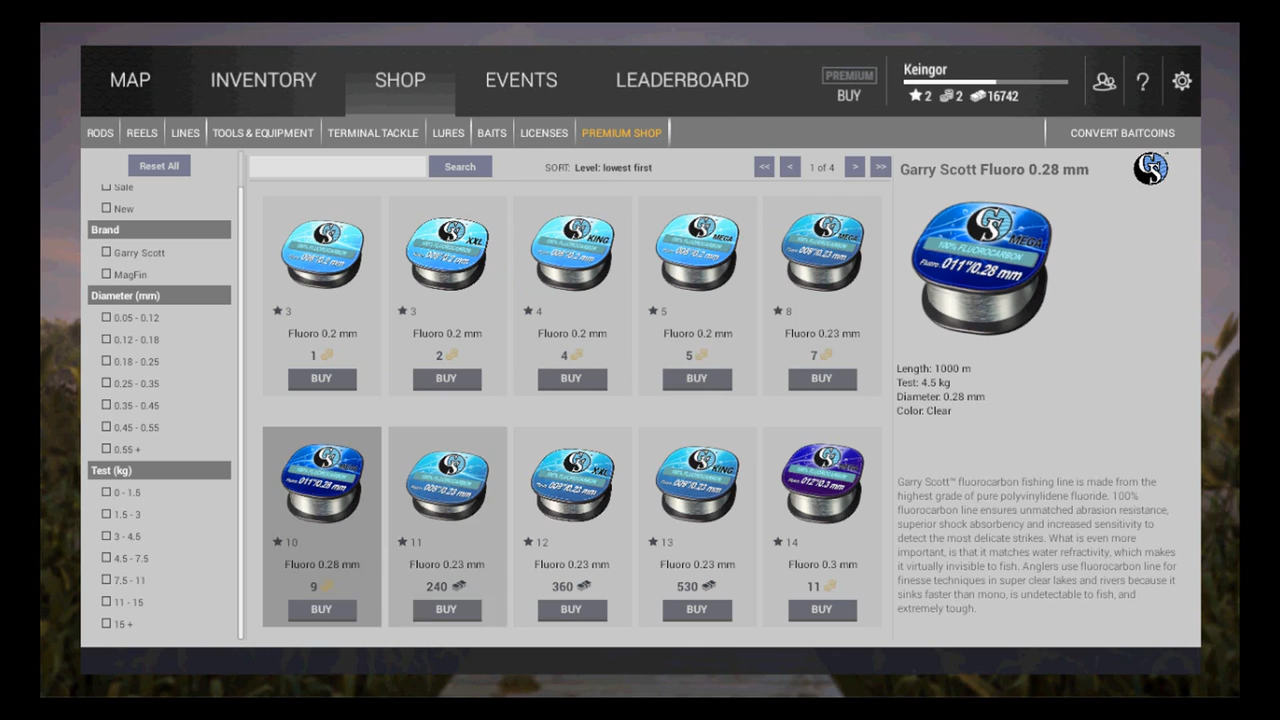 MAP INVENTORY SHOP EVENTS LEADERBOARD PREMIUM BUY Keingor
2 2 16742 ?
RODS REELS LINES TOOLS & EQUIPMENT TERMINAL TACKLE LURES BAITS LICENSES PREMIUM SHOP CONVERT BAITCOINS
Reset All
Sale
New
Brand
Garry Scott
MagFin
Diameter (mm)
0.05 - 0.12
0.12 - 0.18
0.18 - 0.25
0.25 - 0.35
0.35 - 0.45
0.45 - 0.55
0.55 +
Test (kg)
0 - 1.5
1.5 - 3
3 - 4.5
4.5 - 7.5
7.5 - 11
11 - 15
15 +
Search SORT: Level: lowest first << < 1 of 4 > >>
XXL KING MEGA MEGA
3 3 4 5 8
Fluoro 0.2 mm Fluoro 0.2 mm Fluoro 0.2 mm Fluoro 0.2 mm Fluoro 0.23 mm
1 2 4 5 7
BUY BUY BUY BUY BUY
XXL KING
10 11 12 13 14
Fluoro 0.28 mm Fluoro 0.23 mm Fluoro 0.23 mm Fluoro 0.23 mm Fluoro 0.3 mm
9 240 360 530 11
BUY BUY BUY BUY BUY
Garry Scott Fluoro 0.28 mm
GS
MEGA
100% FLUOROCARBON
Fluoro. 011"/0.28 mm
Length: 1000 m
Test: 4.5 kg
Diameter: 0.28 mm
Color: Clear
Garry Scott™ fluorocarbon fishing line is made from the
highest grade of pure polyvinylidene fluoride. 100%
fluorocarbon line ensures unmatched abrasion resistance,
superior shock absorbency and increased sensitivity to
detect the most delicate strikes. What is even more
important, is that it matches water refractivity, which makes
it virtually invisible to fish. Anglers use fluorocarbon line for
finesse techniques in super clear lakes and rivers because it
sinks faster than mono, is undetectable to fish, and
extremely tough.